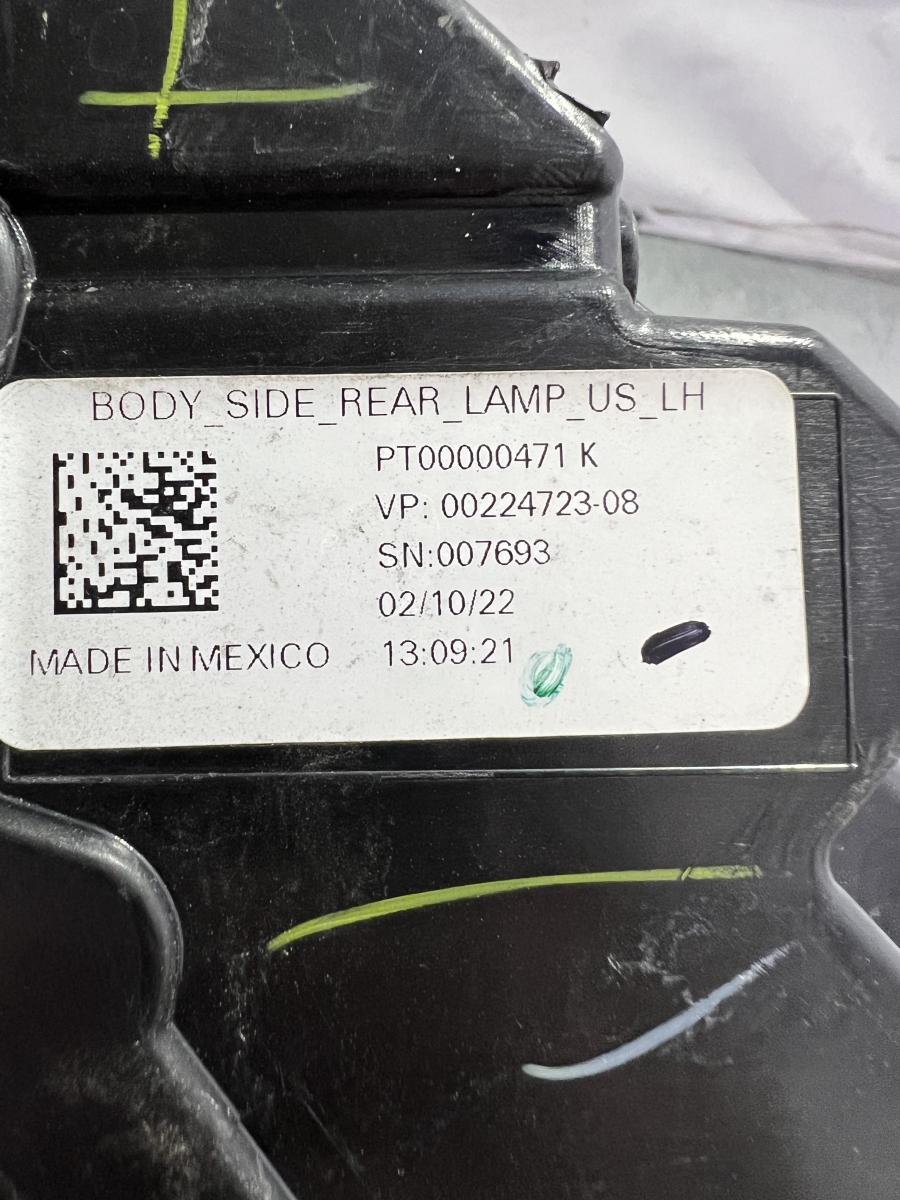 BODY_SIDE_REAR_LAMP_US_LH
PT00000471 K
VP: 00224723-08
SN:007693
02/10/22
MADE IN MEXICO 13:09:21